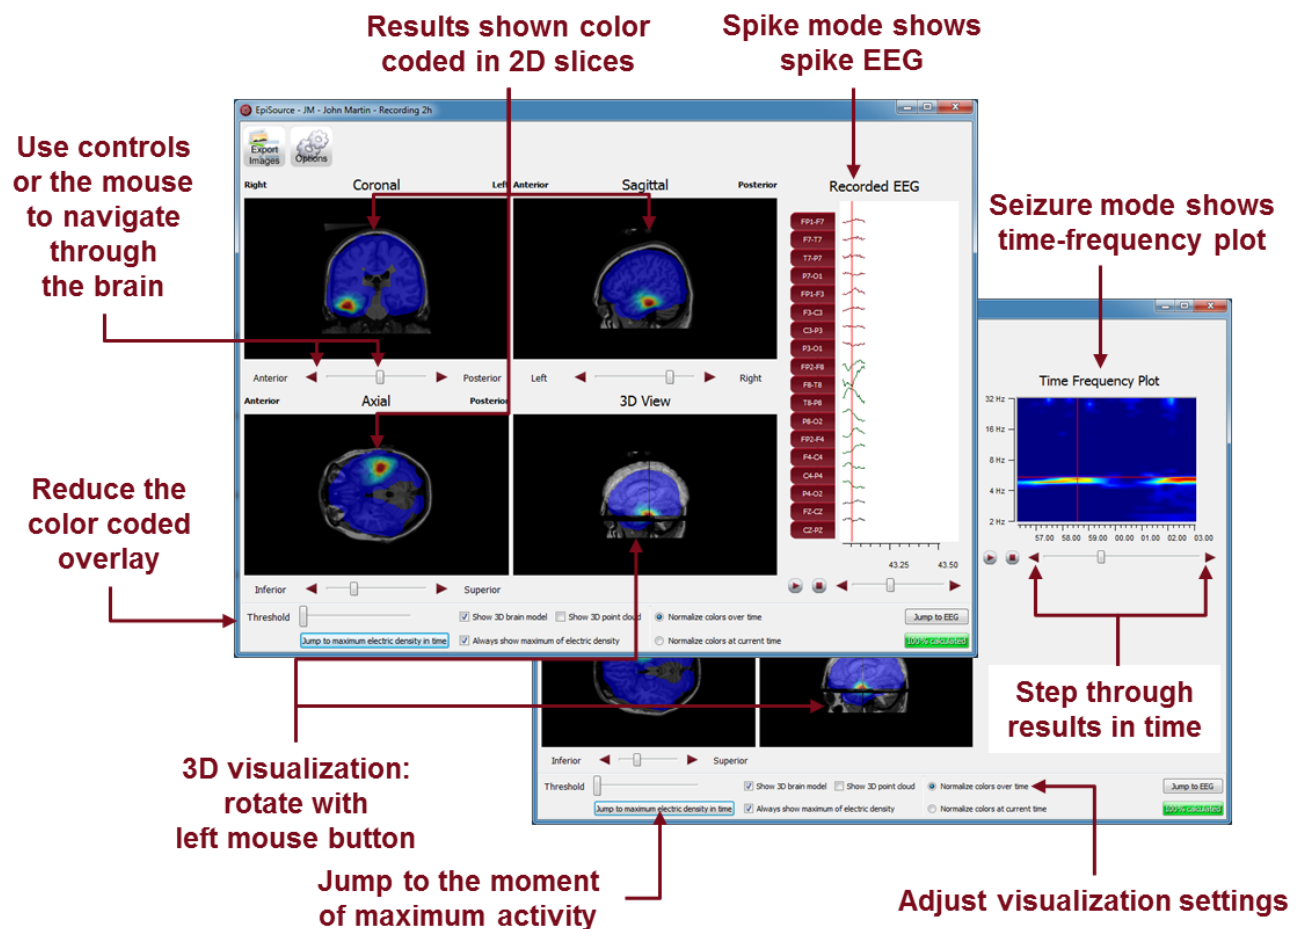 Results shown color
coded in 2D slices
Spike mode shows
spike EEG
Use controls
or the mouse
to navigate
through
the brain
Seizure mode shows
time-frequency plot
Reduce the
color coded
overlay
EpiSource - JM - John Martin - Recording 2h
Export
Images
Options
Right
Coronal
Left
Anterior
Sagittal
Posterior
Recorded EEG
FP1-F7
F7-T7
T7-P7
P7-O1
FP1-F3
F3-C3
C3-P3
P3-O1
FP2-F8
F8-T8
T8-P8
P8-O2
FP2-F4
F4-C4
C4-P4
P4-O2
FZ-CZ
CZ-PZ
43.25
43.50
Anterior
Posterior
Left
Right
Anterior
Axial
Posterior
3D View
Inferior
Superior
Threshold
Show 3D brain model
Show 3D point cloud
Normalize colors over time
Jump to EEG
Jump to maximum electric density in time
Always show maximum of electric density
Normalize colors at current time
100% calculated
Time Frequency Plot
32 Hz
16 Hz
8 Hz
4 Hz
2 Hz
57.00 58.00 59.00 00.00 01.00 02.00 03.00
Inferior
Superior
Threshold
Show 3D brain model
Show 3D point cloud
Normalize colors over time
Jump to EEG
Jump to maximum electric density in time
Always show maximum of electric density
Normalize colors at current time
100% calculated
Step through
results in time
3D visualization:
rotate with
left mouse button
Jump to the moment
of maximum activity
Adjust visualization settings